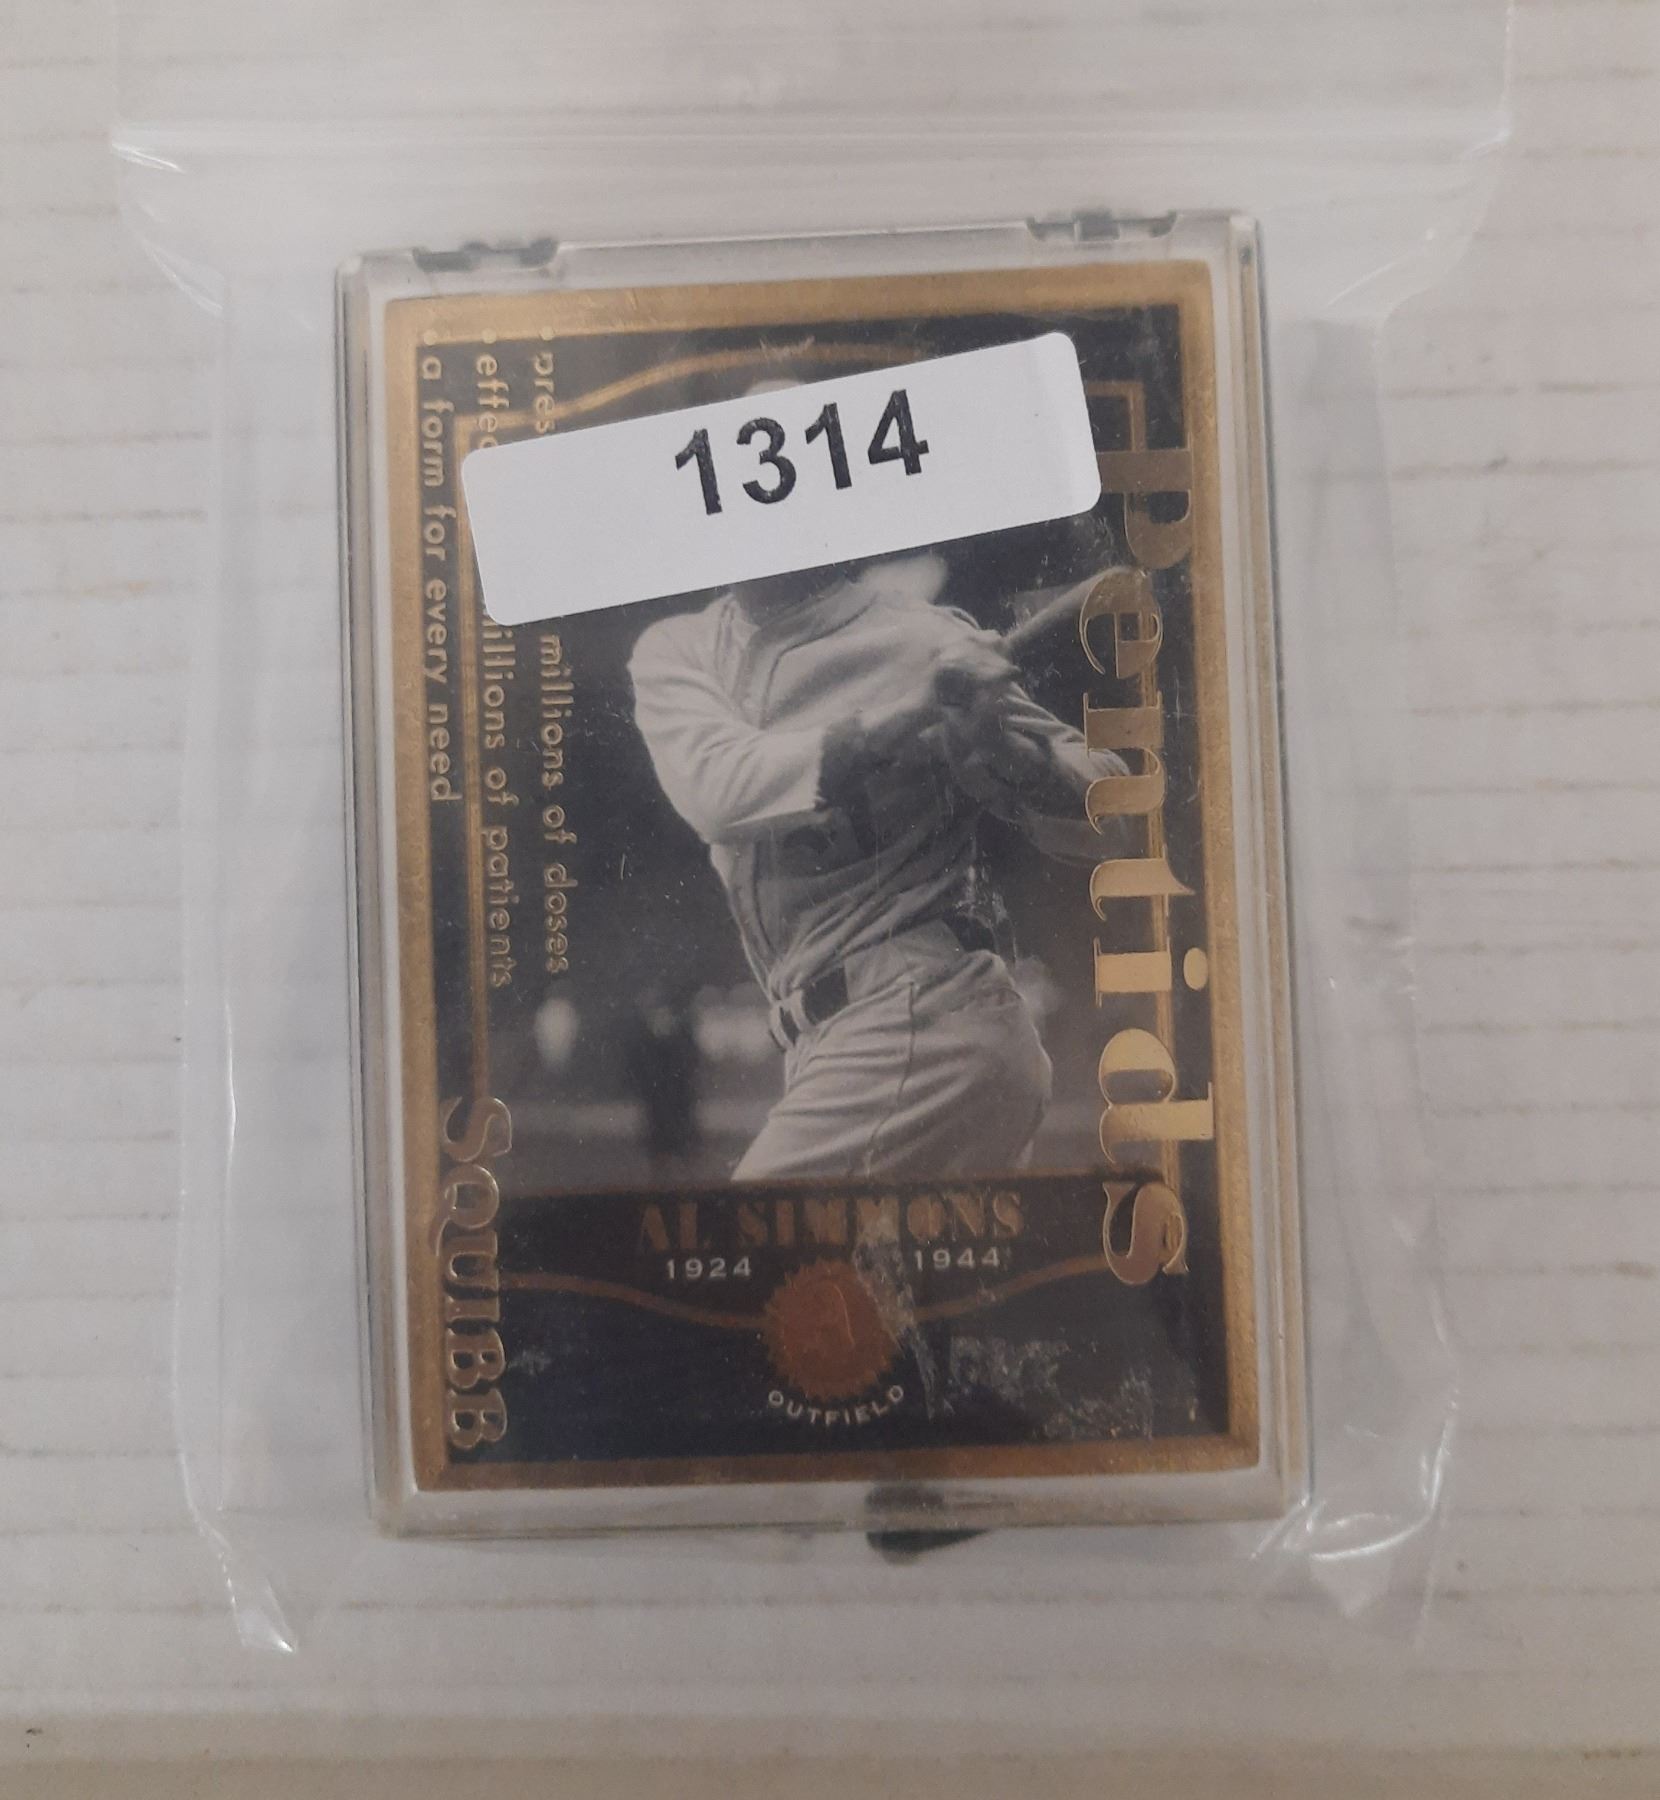 1314
Pentids
• pres millions of doses
• effec illions of patients
• a form for every need
SQUIBB
AL SIMMONS
1924 1944
OUTFIELD